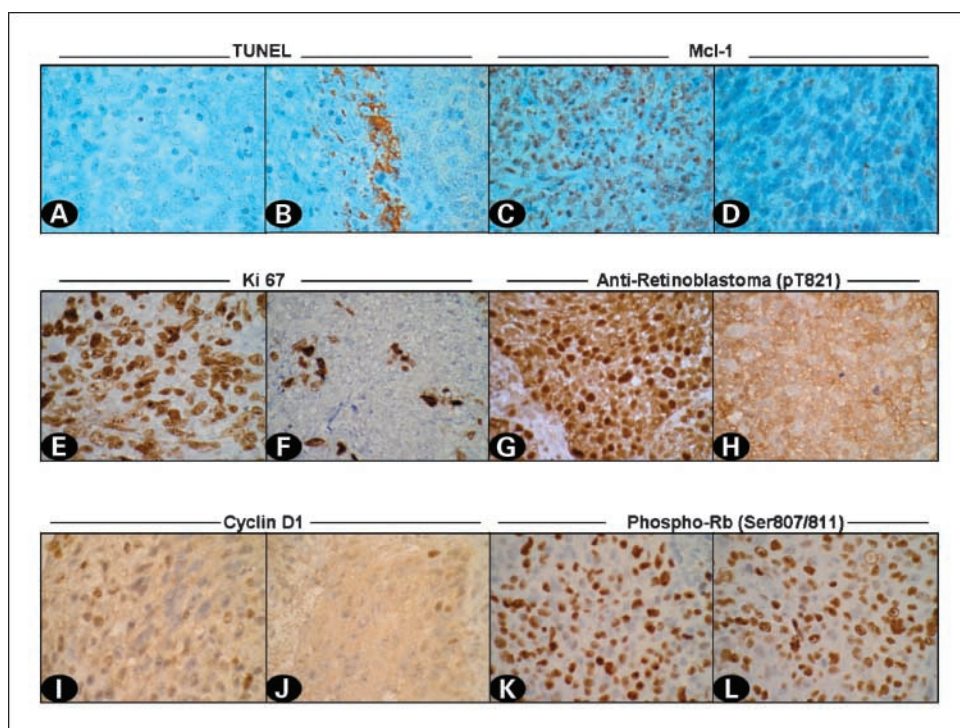 TUNEL Mcl-1
A B C D
Ki 67 Anti-Retinoblastoma (pT821)
E F G H
Cyclin D1 Phospho-Rb (Ser807/811)
I J K L